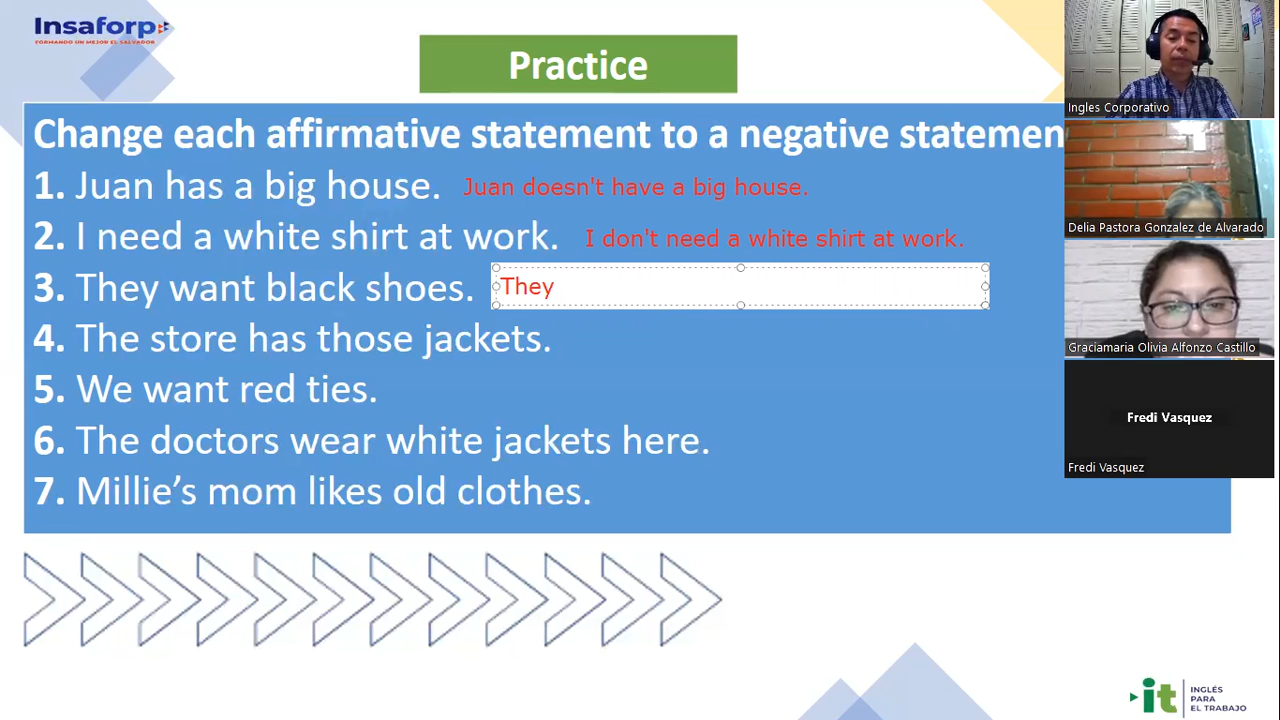 Insaforp
FORMANDO UN MEJOR EL SALVADOR
Practice
Change each affirmative statement to a negative statemen
1. Juan has a big house. Juan doesn't have a big house.
2. I need a white shirt at work. I don't need a white shirt at work.
3. They want black shoes. They
4. The store has those jackets.
5. We want red ties.
6. The doctors wear white jackets here.
7. Millie’s mom likes old clothes.
Ingles Corporativo
Delia Pastora Gonzalez de Alvarado
Graciamaria Olivia Alfonzo Castillo
Fredi Vasquez
Fredi Vasquez
it INGLÉS
PARA
EL TRABAJO